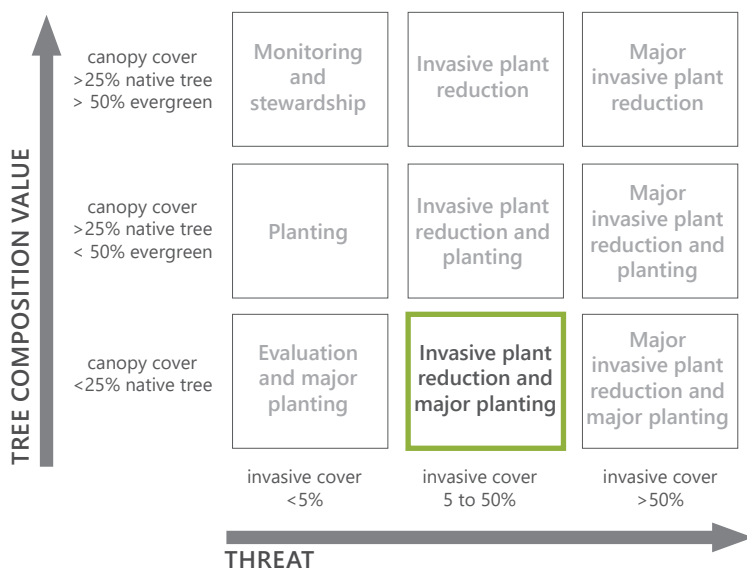 TREE COMPOSITION VALUE
canopy cover
>25% native tree
> 50% evergreen
Monitoring
and
stewardship
Invasive plant
reduction
Major
invasive plant
reduction
canopy cover
>25% native tree
< 50% evergreen
Planting
Invasive plant
reduction and
planting
Major
invasive plant
reduction and
planting
canopy cover
<25% native tree
Evaluation
and major
planting
Invasive plant
reduction and
major planting
Major
invasive plant
reduction and
major planting
invasive cover
<5%
invasive cover
5 to 50%
invasive cover
>50%
THREAT